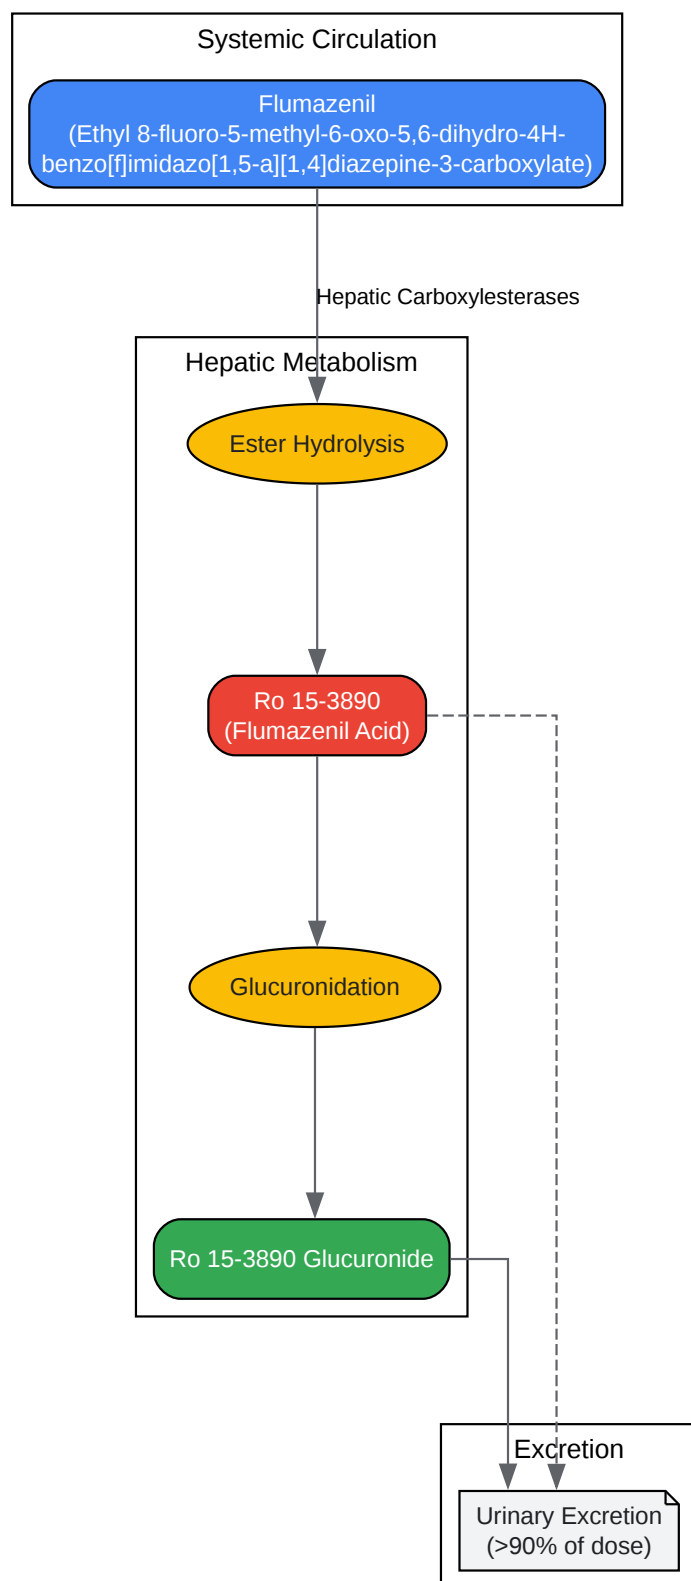 Systemic Circulation
Flumazenil
(Ethyl 8-fluoro-5-methyl-6-oxo-5,6-dihydro-4H-
benzo[f]imidazo[1,5-a][1,4]diazepine-3-carboxylate)
Hepatic Carboxylesterases
Hepatic Metabolism
Ester Hydrolysis
Ro 15-3890
(Flumazenil Acid)
Glucuronidation
Ro 15-3890 Glucuronide
Excretion
Urinary Excretion
(>90% of dose)